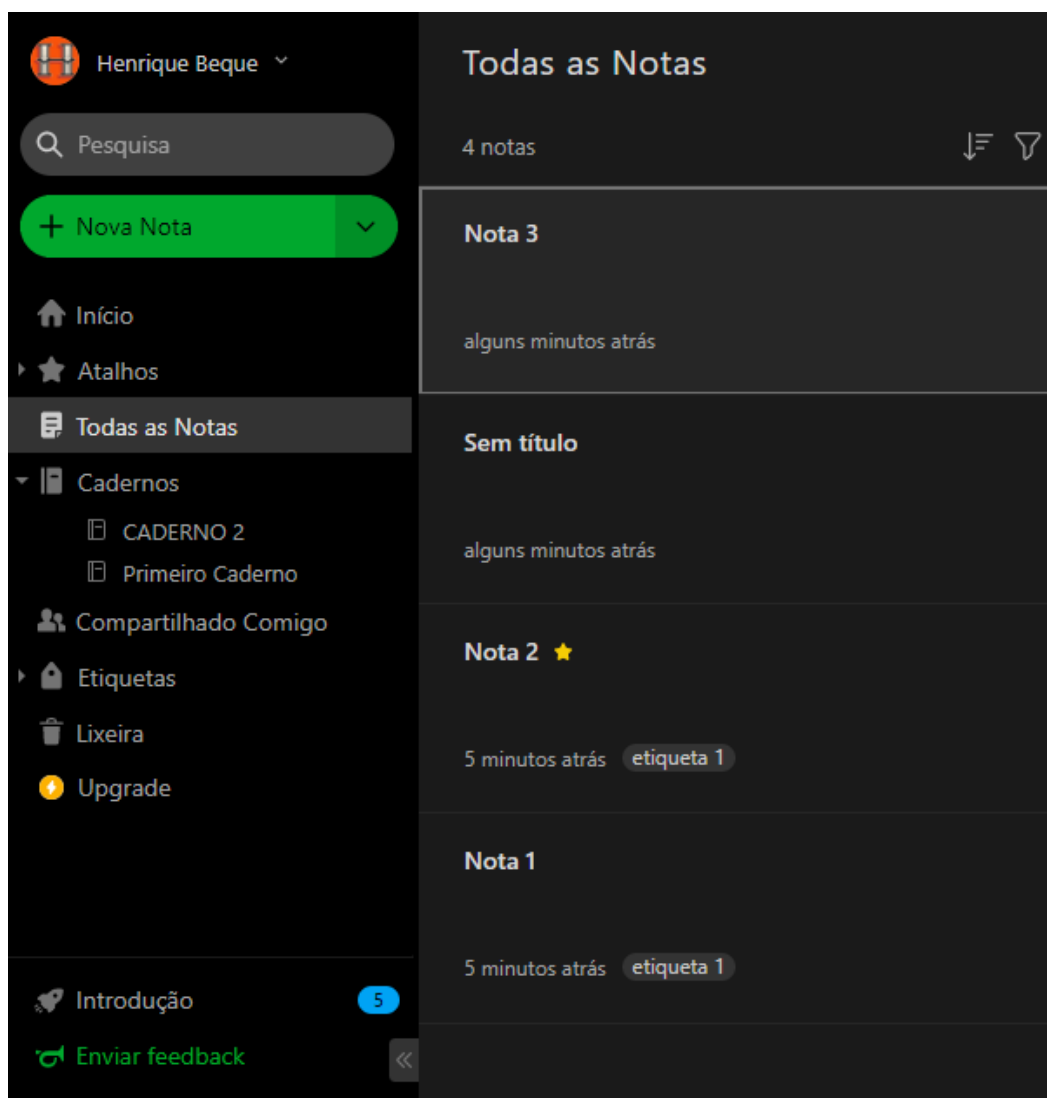 Henrique Beque
Pesquisa
Nova Nota
Início
Atalhos
Todas as Notas
Cadernos
CADERNO 2
Primeiro Caderno
Compartilhado Comigo
Etiquetas
Lixeira
Upgrade
Introdução 5
Enviar feedback
Todas as Notas
4 notas
Nota 3
alguns minutos atrás
Sem título
alguns minutos atrás
Nota 2
5 minutos atrás etiqueta 1
Nota 1
5 minutos atrás etiqueta 1